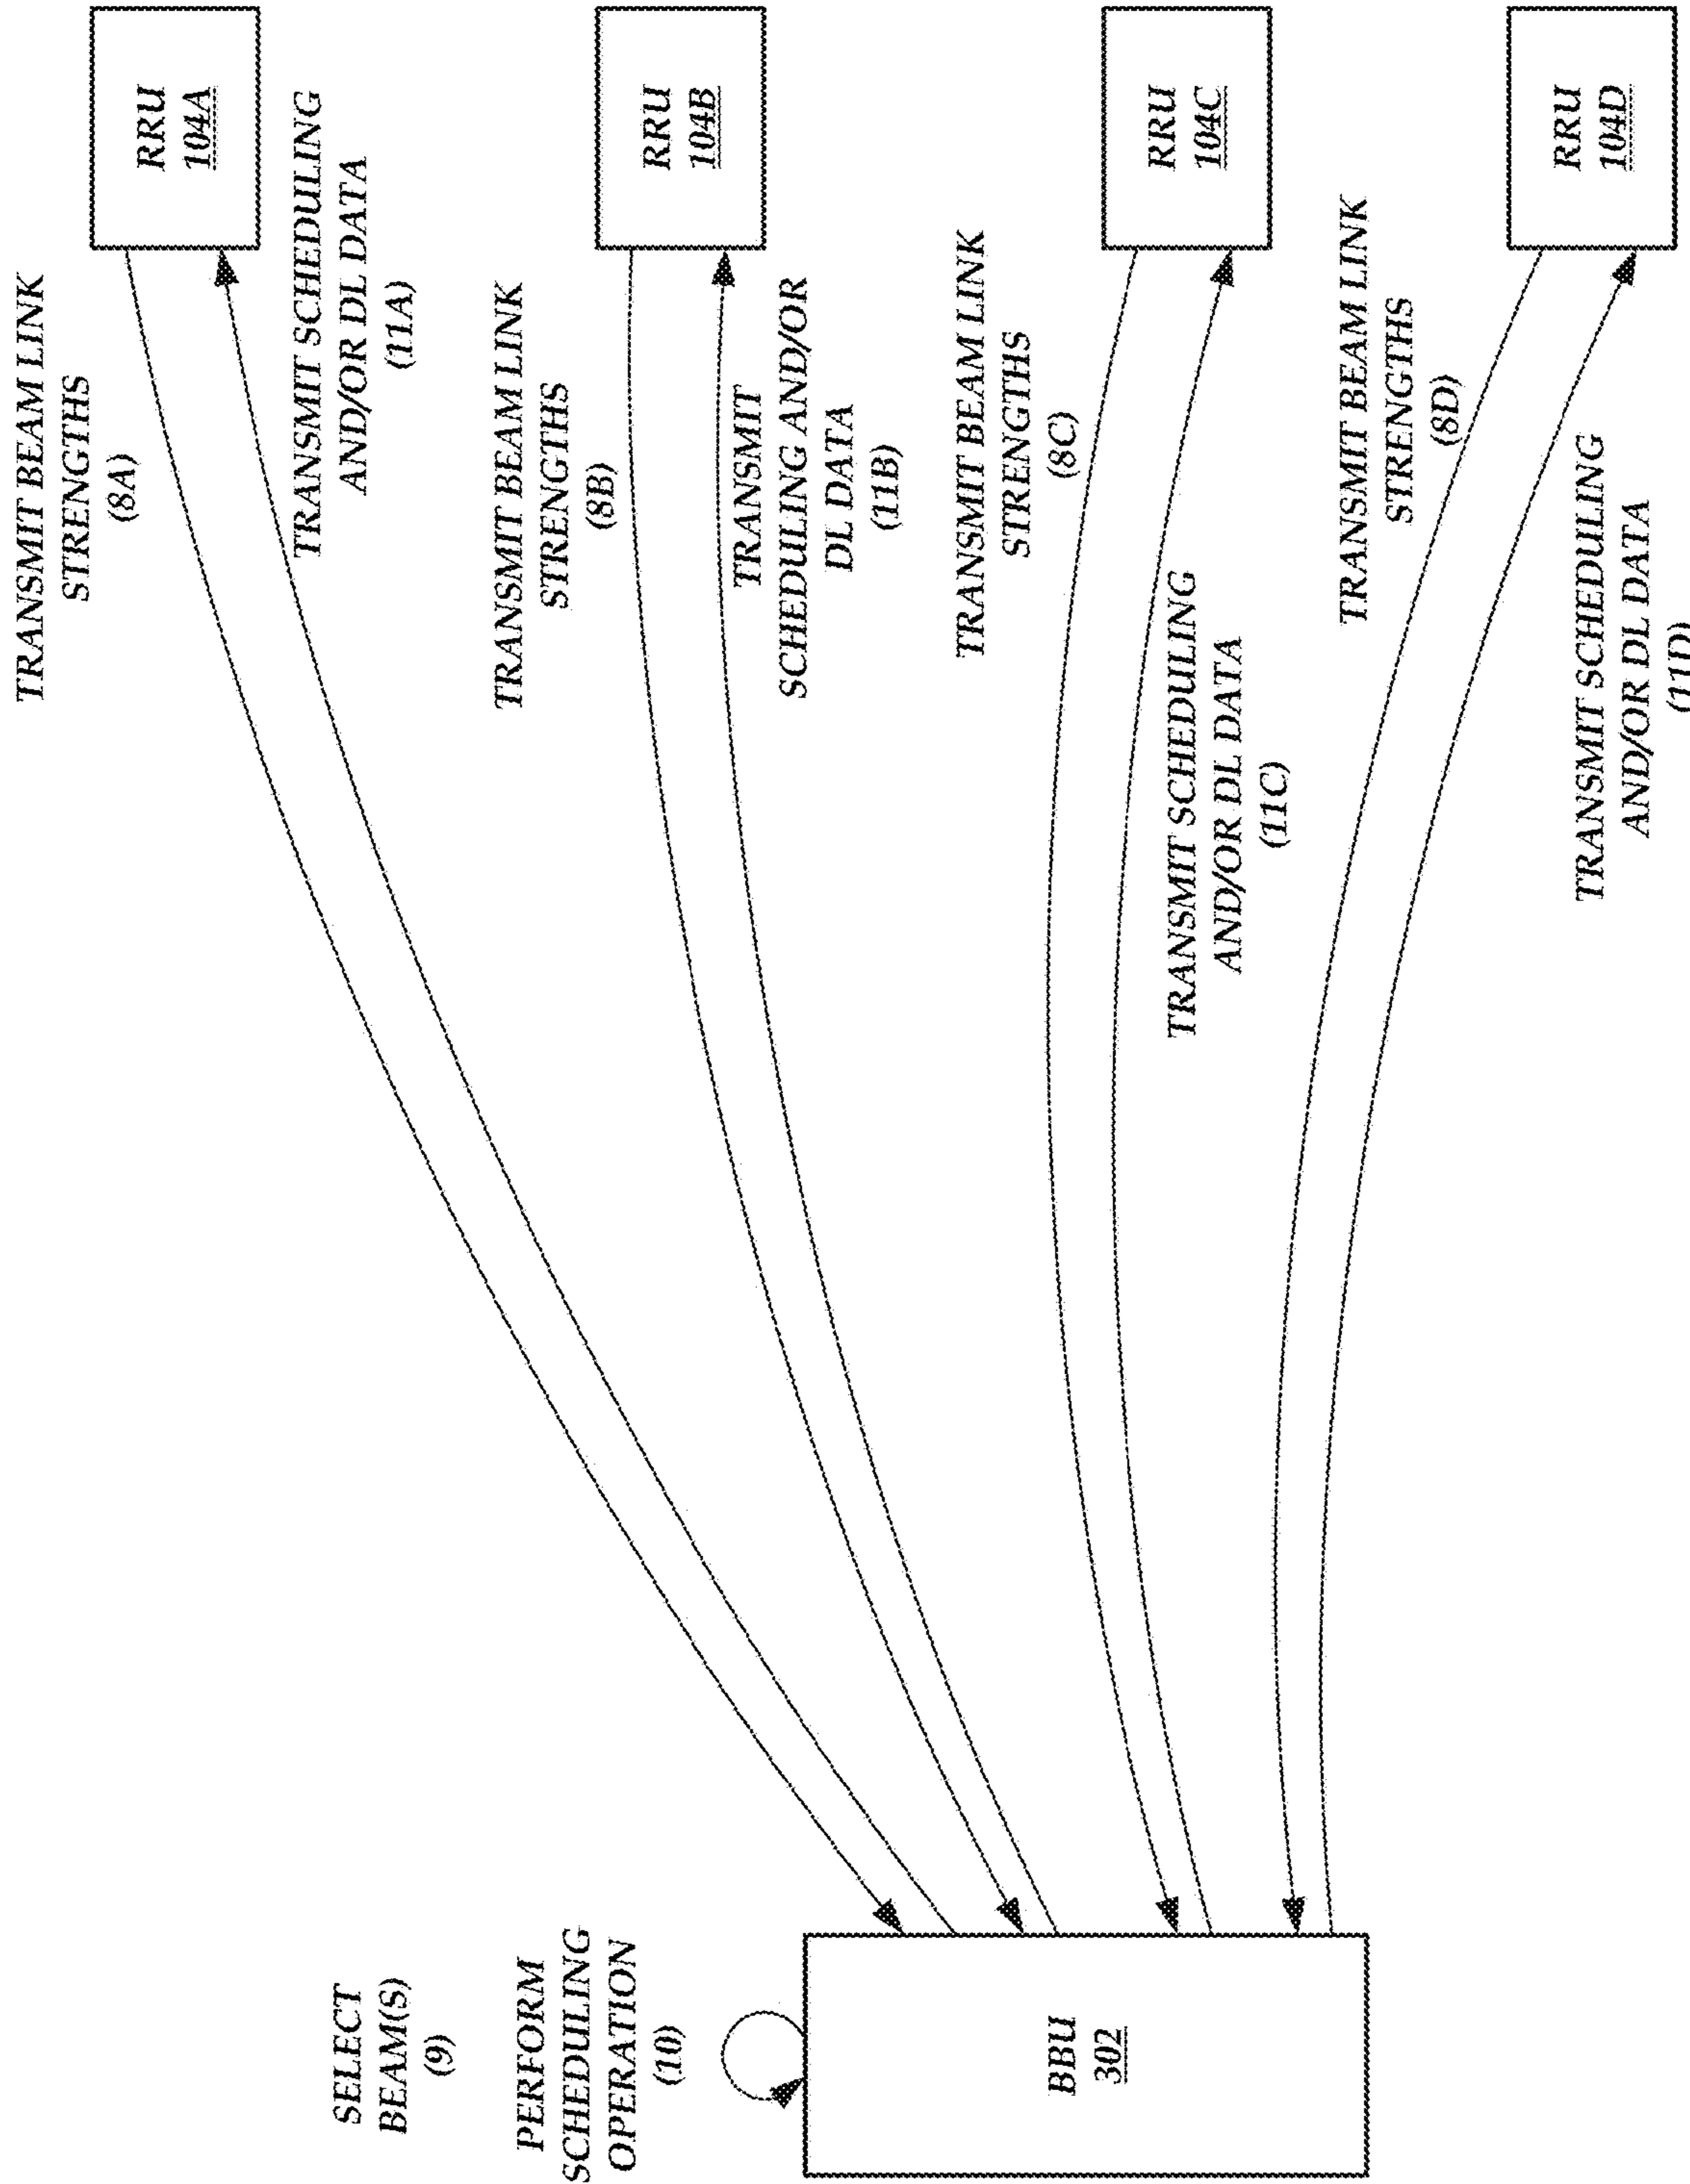 TRANSMIT BEAM LINK
STRENGTHS
(8A)
RRU
104A
TRANSMIT SCHEDULING
AND/OR DL DATA
(11A)
TRANSMIT BEAM LINK
STRENGTHS
(8B)
RRU
104B
TRANSMIT
SCHEDULING AND/OR
DL DATA
(11B)
TRANSMIT BEAM LINK
STRENGTHS
(8C)
RRU
104C
TRANSMIT SCHEDULING
AND/OR DL DATA
(11C)
TRANSMIT BEAM LINK
STRENGTHS
(8D)
RRU
104D
TRANSMIT SCHEDULING
AND/OR DL DATA
(11D)
SELECT
BEAM(S)
(9)
PERFORM
SCHEDULING
OPERATION
(10)
BBU
302